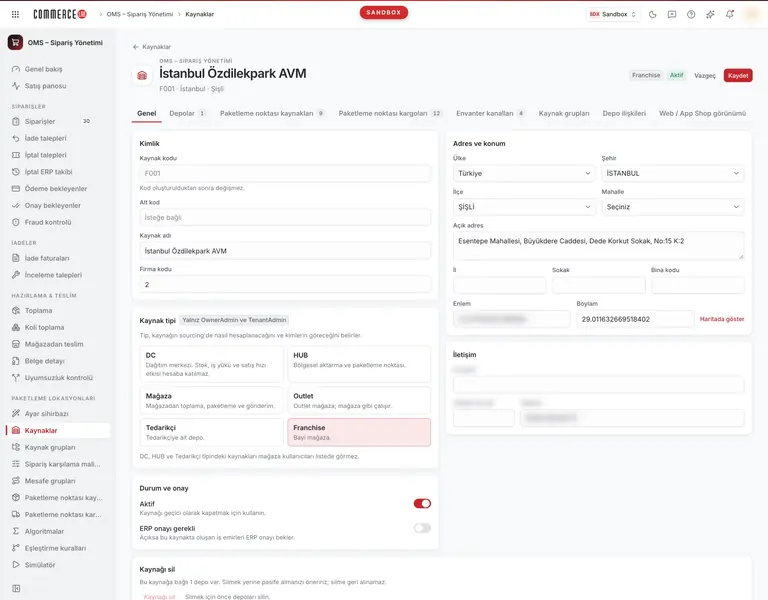 COMMERCE
OMS – Sipariş Yönetimi
Kaynaklar
SANDBOX
SBX Sandbox
OMS – Sipariş Yönetimi
Genel bakış
Satış panosu
SİPARİŞLER
Siparişler 30
İade talepleri
İptal talepleri
İptal ERP takibi
Ödeme bekleyenler
Onay bekleyenler
Fraud kontrolü
İADELER
İade faturaları
İnceleme talepleri
HAZIRLAMA & TESLİM
Toplama
Koli toplama
Mağazadan teslim
Belge detayı
Uyumsuzluk kontrolü
PAKETLEME LOKASYONLARI
Ayar sihirbazı
Kaynaklar
Kaynak grupları
Sipariş karşılama mali...
Mesafe grupları
Paketleme noktası kay...
Paketleme noktası kar...
Algoritmalar
Eşleştirme kuralları
Simülatör
Kaynaklar
OMS – SİPARİŞ YÖNETİMİ
İstanbul Özdilekpark AVM
F001 · İstanbul · Şişli
Franchise
Aktif
Vazgeç
Kaydet
Genel
Depolar 1
Paketleme noktası kaynakları 9
Paketleme noktası kargoları 12
Envanter kanalları 4
Kaynak grupları
Depo ilişkileri
Web / App Shop görünümü
Kimlik
Kaynak kodu
F001
Kod oluşturulduktan sonra değişmez.
Alt kod
İsteğe bağlı
Kaynak adı
İstanbul Özdilekpark AVM
Firma kodu
2
Kaynak tipi Yalnız OwnerAdmin ve TenantAdmin
Tip, kaynağın sourcing'de nasıl hesaplanacağını ve kimlerin göreceğini belirler.
DC
Dağıtım merkezi. Stok, iş yükü ve satış hızı
etkisi hesaba katılmaz.
HUB
Bölgesel aktarma ve paketleme noktası.
Mağaza
Mağazadan toplama, paketleme ve gönderim.
Outlet
Outlet mağaza; mağaza gibi çalışır.
Tedarikçi
Tedarikçiye ait depo.
Franchise
Bayi mağaza.
DC, HUB ve Tedarikçi tipindeki kaynakları mağaza kullanıcıları listede görmez.
Durum ve onay
Aktif
Kaynağı geçici olarak kapatmak için kullanın.
ERP onayı gerekli
Açıksa bu kaynakta oluşan iş emirleri ERP onayı bekler.
Kaynağı sil
Bu kaynağa bağlı 1 depo var. Silmek yerine pasife almanızı öneririz; silme geri alınamaz.
Kaynağı sil
Silmek için önce depoları silin.
Adres ve konum
Ülke
Türkiye
Şehir
İSTANBUL
İlçe
ŞİŞLİ
Mahalle
Seçiniz
Açık adres
Esentepe Mahallesi, Büyükdere Caddesi, Dede Korkut Sokak, No:15 K:2
İl
Sokak
Bina kodu
Enlem
Boylam
29.011632669518402
Haritada göster
İletişim